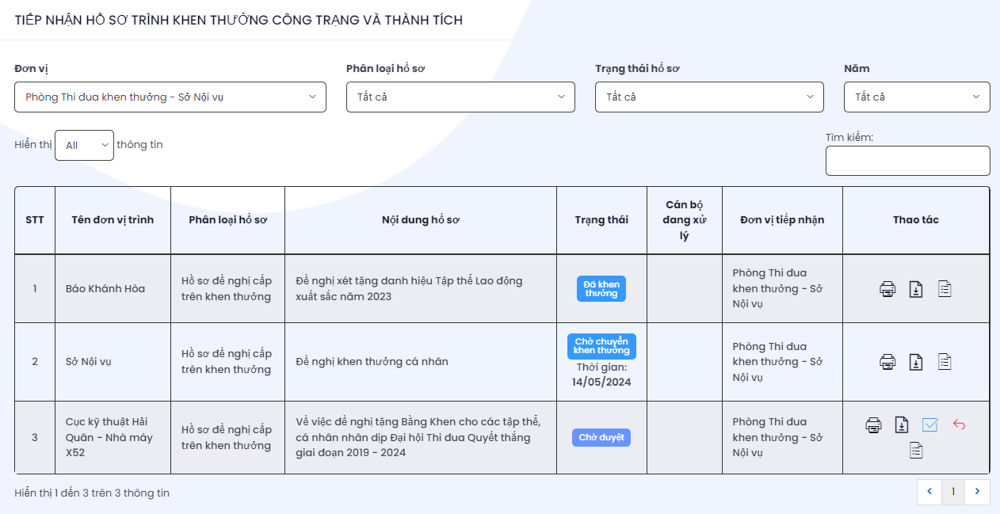 TIẾP NHẬN HỒ SƠ TRÌNH KHEN THƯỞNG CÔNG TRẠNG VÀ THÀNH TÍCH
Đơn vị
Phân loại hồ sơ
Trạng thái hồ sơ
Năm
Phòng Thi đua khen thưởng - Sở Nội vụ
Tất cả
Tất cả
Tất cả
Hiển thị All thông tin
Tìm kiếm:
STT
Tên đơn vị trình
Phân loại hồ sơ
Nội dung hồ sơ
Trạng thái
Cán bộ
đang xử
lý
Đơn vị tiếp nhận
Thao tác
1
Báo Khánh Hòa
Hồ sơ đề nghị cấp
trên khen thưởng
Đề nghị xét tặng danh hiệu Tập thể Lao động
xuất sắc năm 2023
Đã khen
thưởng
Phòng Thi đua
khen thưởng - Sở
Nội vụ
2
Sở Nội vụ
Hồ sơ đề nghị cấp
trên khen thưởng
Đề nghị khen thưởng cá nhân
Chờ chuyển
khen thưởng
Thời gian:
14/05/2024
Phòng Thi đua
khen thưởng - Sở
Nội vụ
3
Cục kỹ thuật Hải
Quân - Nhà máy
X52
Hồ sơ đề nghị cấp
trên khen thưởng
Về việc đề nghị tặng Bằng Khen cho các tập thể,
cá nhân nhân dịp Đại hội Thi đua Quyết thắng
giai đoạn 2019 - 2024
Chờ duyệt
Phòng Thi đua
khen thưởng - Sở
Nội vụ
Hiển thị 1 đến 3 trên 3 thông tin
1